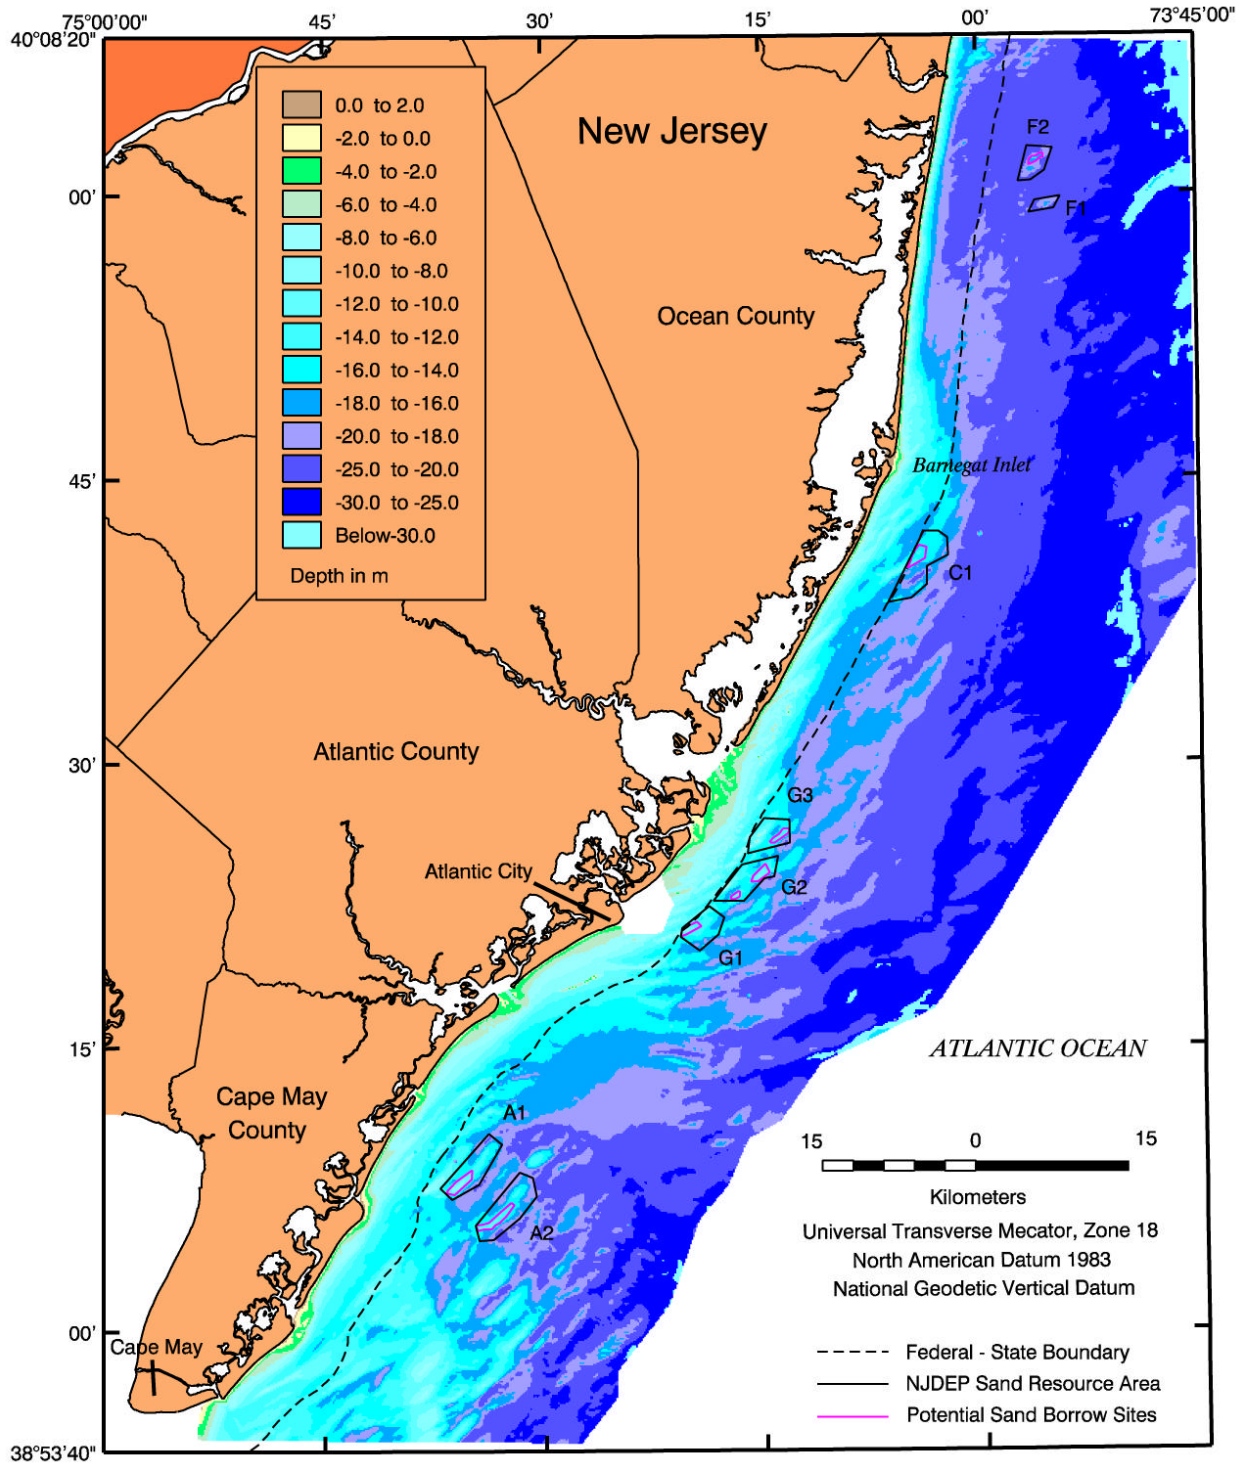 75°00'00"
45'
30'
15'
00'
73°45'00"
40°08'20"
0.0 to 2.0
-2.0 to 0.0
-4.0 to -2.0
-6.0 to -4.0
-8.0 to -6.0
-10.0 to -8.0
-12.0 to -10.0
-14.0 to -12.0
-16.0 to -14.0
-18.0 to -16.0
-20.0 to -18.0
-25.0 to -20.0
-30.0 to -25.0
Below-30.0
Depth in m
New Jersey
F2
00'
F1
Ocean County
45'
Barnegat Inlet
C1
Atlantic County
30'
G3
Atlantic City
G2
G1
15'
ATLANTIC OCEAN
Cape May
County
A1
A2
15 0 15
Kilometers
Universal Transverse Mecator, Zone 18
North American Datum 1983
National Geodetic Vertical Datum
00'
Cape May
Federal - State Boundary
NJDEP Sand Resource Area
Potential Sand Borrow Sites
38°53'40"